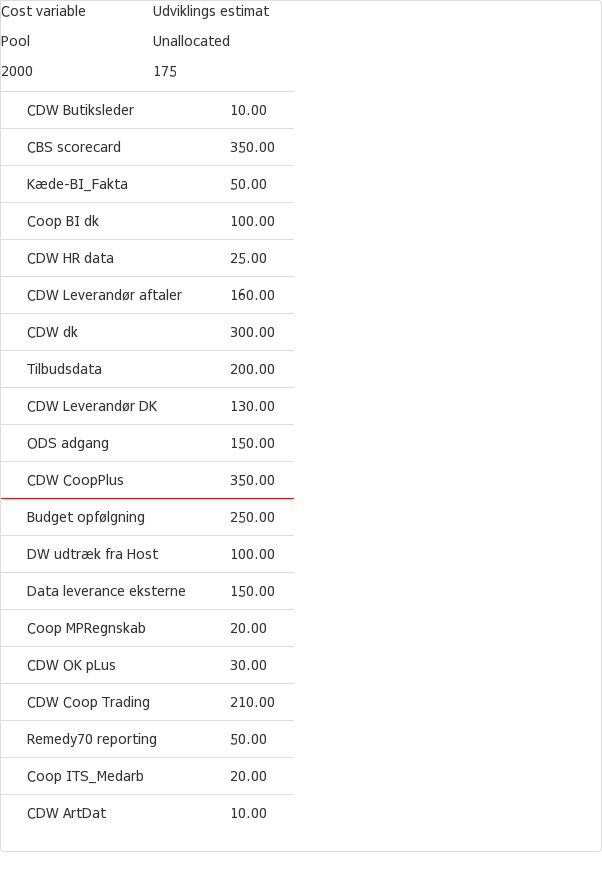 Cost variable Udviklings estimat
Pool Unallocated
2000 175
CDW Butiksleder 10.00
CBS scorecard 350.00
Kæde-BI_Fakta 50.00
Coop BI dk 100.00
CDW HR data 25.00
CDW Leverandør aftaler 160.00
CDW dk 300.00
Tilbudsdata 200.00
CDW Leverandør DK 130.00
ODS adgang 150.00
CDW CoopPlus 350.00
Budget opfølgning 250.00
DW udtræk fra Host 100.00
Data leverance eksterne 150.00
Coop MPRegnskab 20.00
CDW OK pLus 30.00
CDW Coop Trading 210.00
Remedy70 reporting 50.00
Coop ITS_Medarb 20.00
CDW ArtDat 10.00